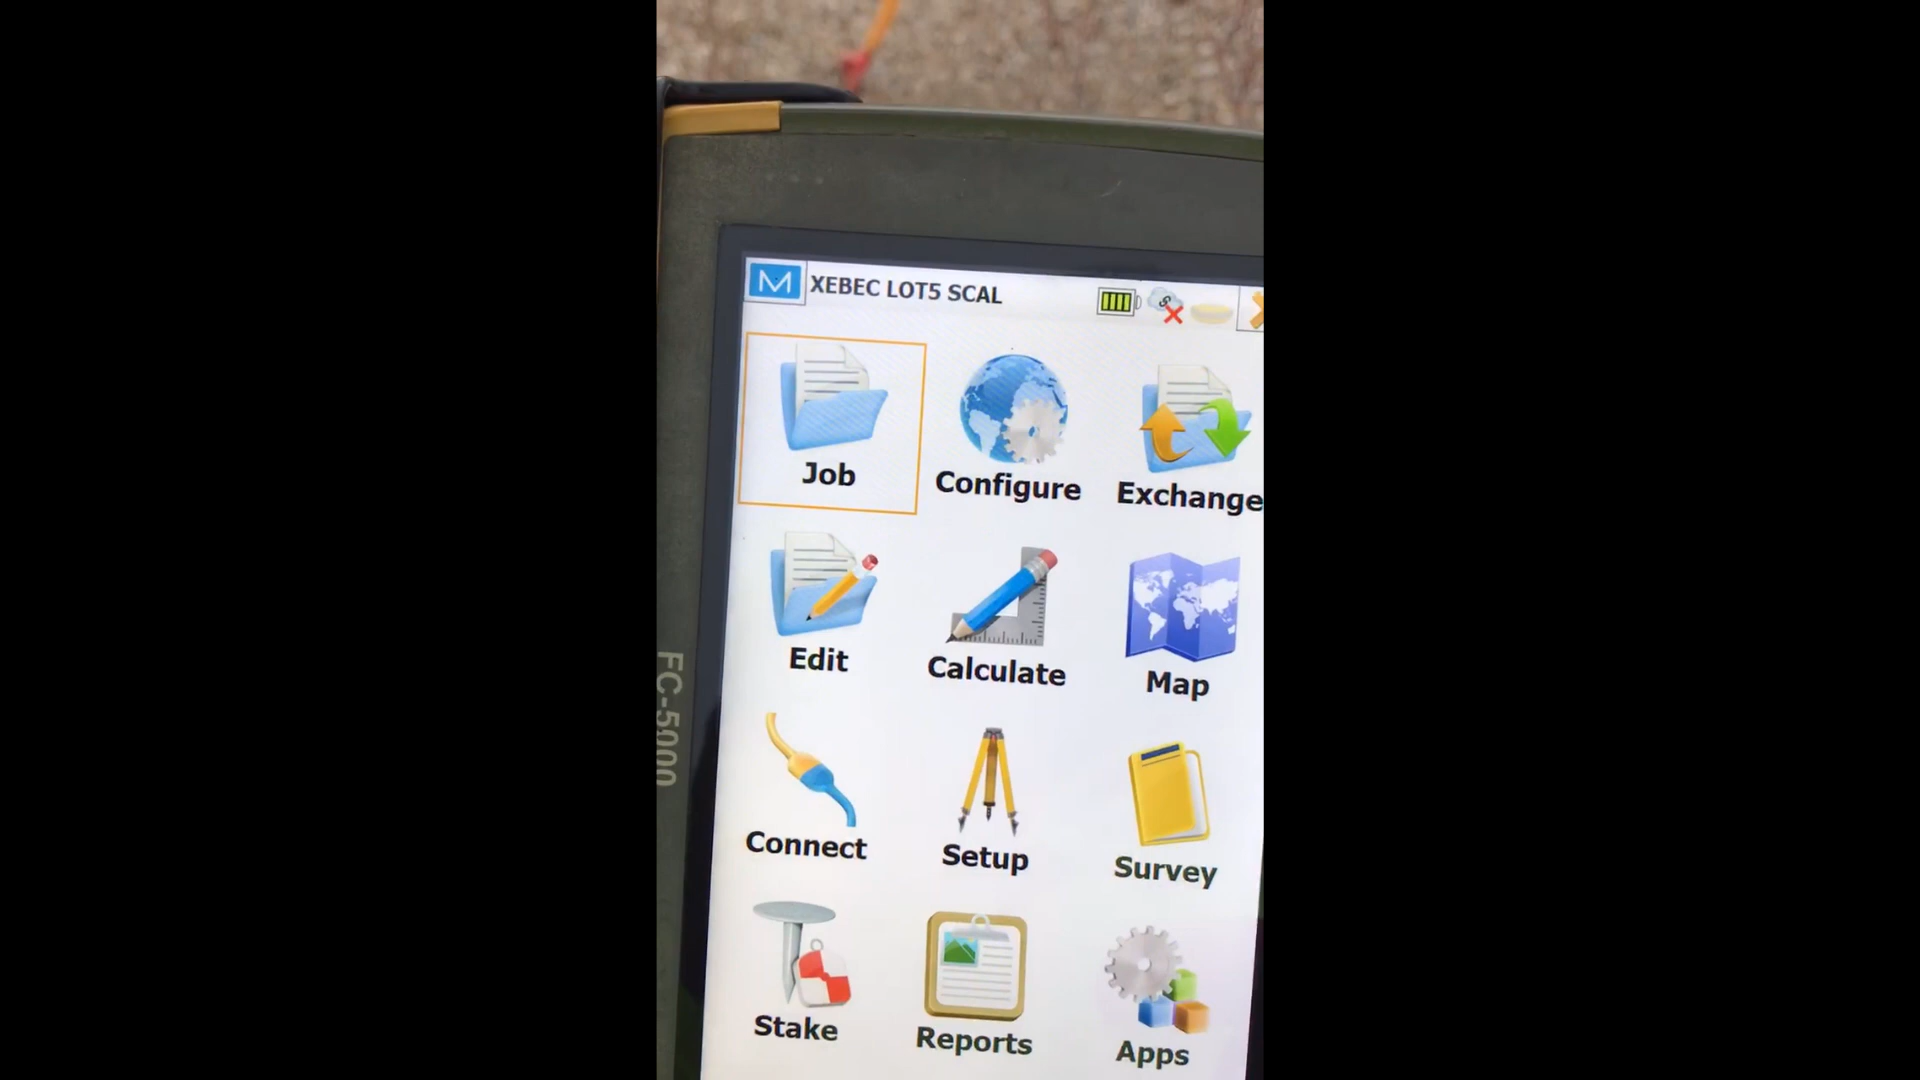 XEBEC LOT5 SCAL
Job
Configure
Exchange
Edit
Calculate
Map
Connect
Setup
Survey
Stake
Reports
Apps
FC-5000